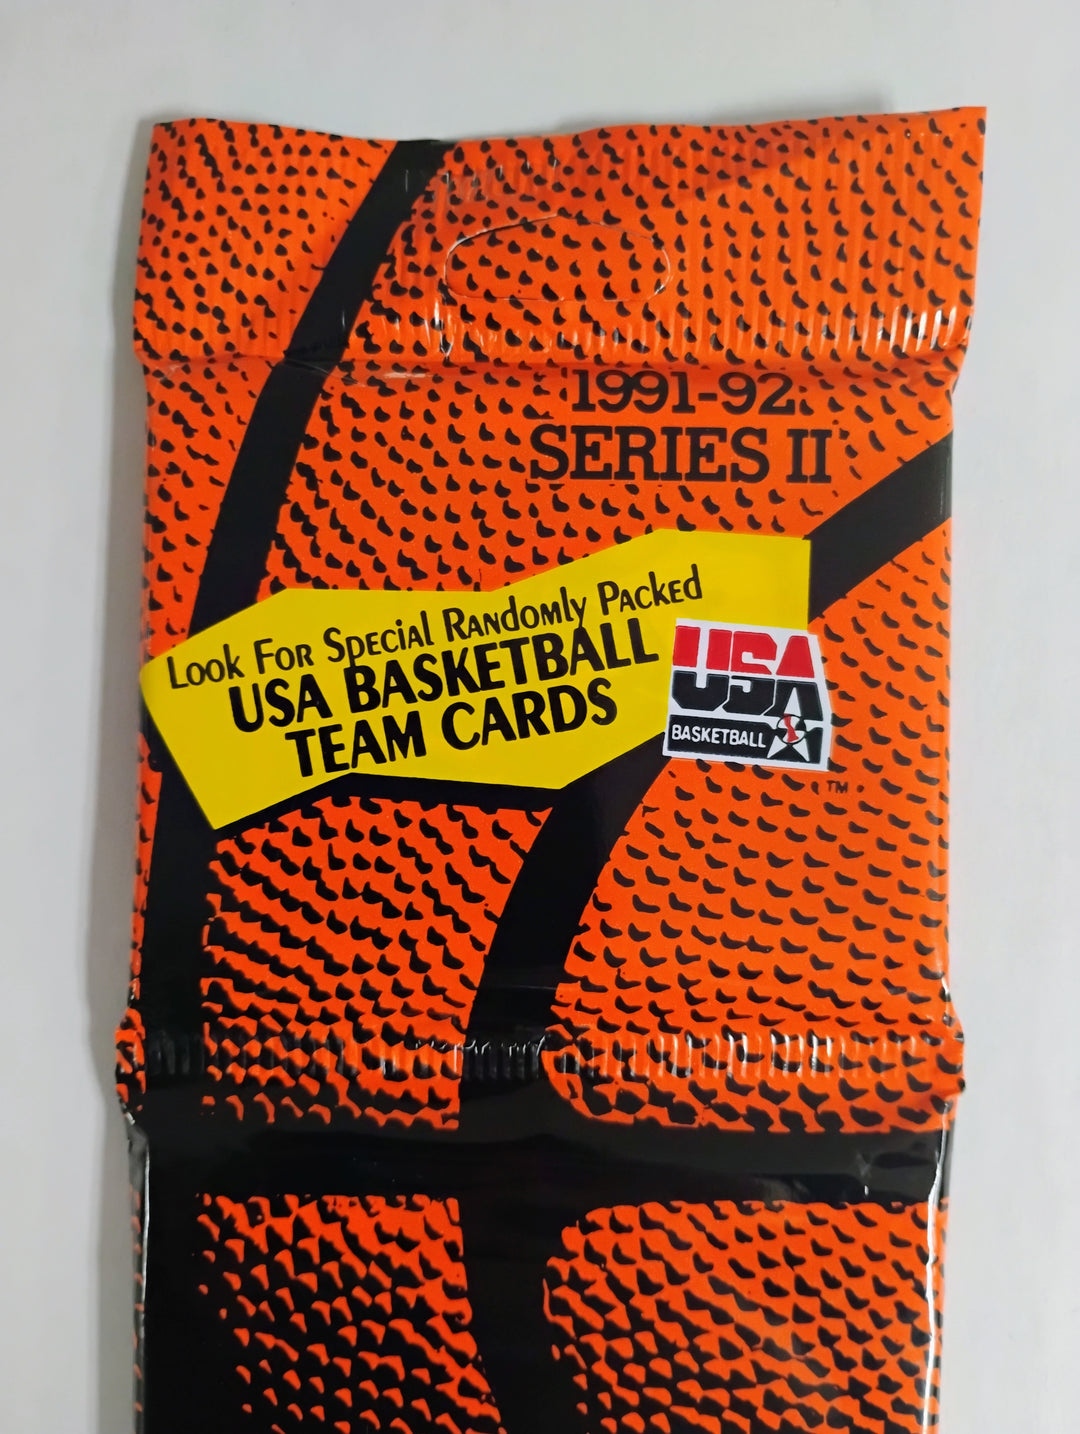 1991-92
SERIES II
Look For Special Randomly Packed
USA BASKETBALL
TEAM CARDS
USA
BASKETBALL
TM